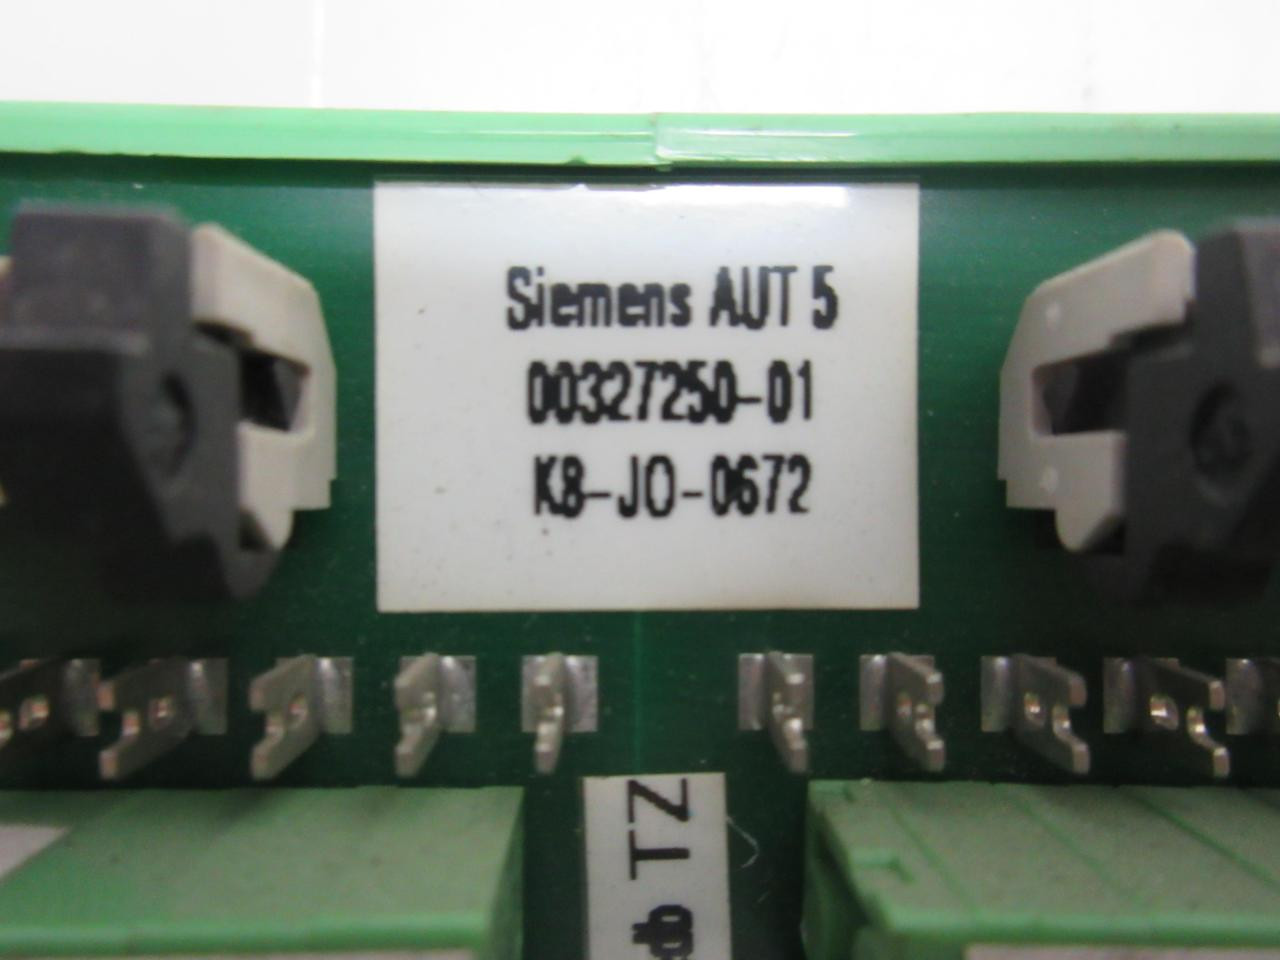 Siemens AUT 5
00327250-01
K8-JO-0672
TZ